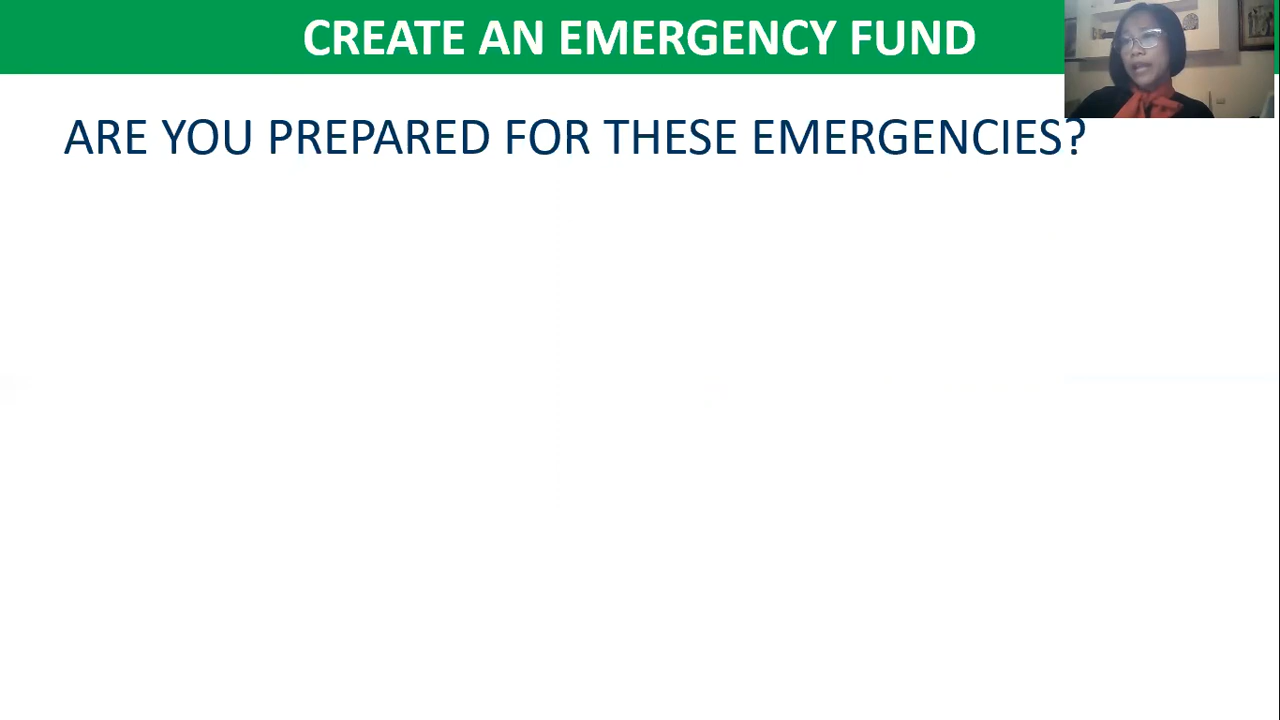 CREATE AN EMERGENCY FUND
ARE YOU PREPARED FOR THESE EMERGENCIES?